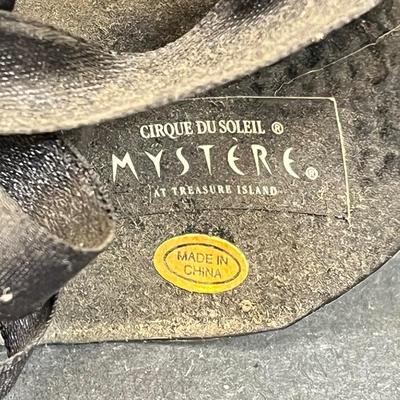 CIRQUE DU SOLEIL ®
MYSTERE®
AT TREASURE ISLAND
MADE IN
CHINA